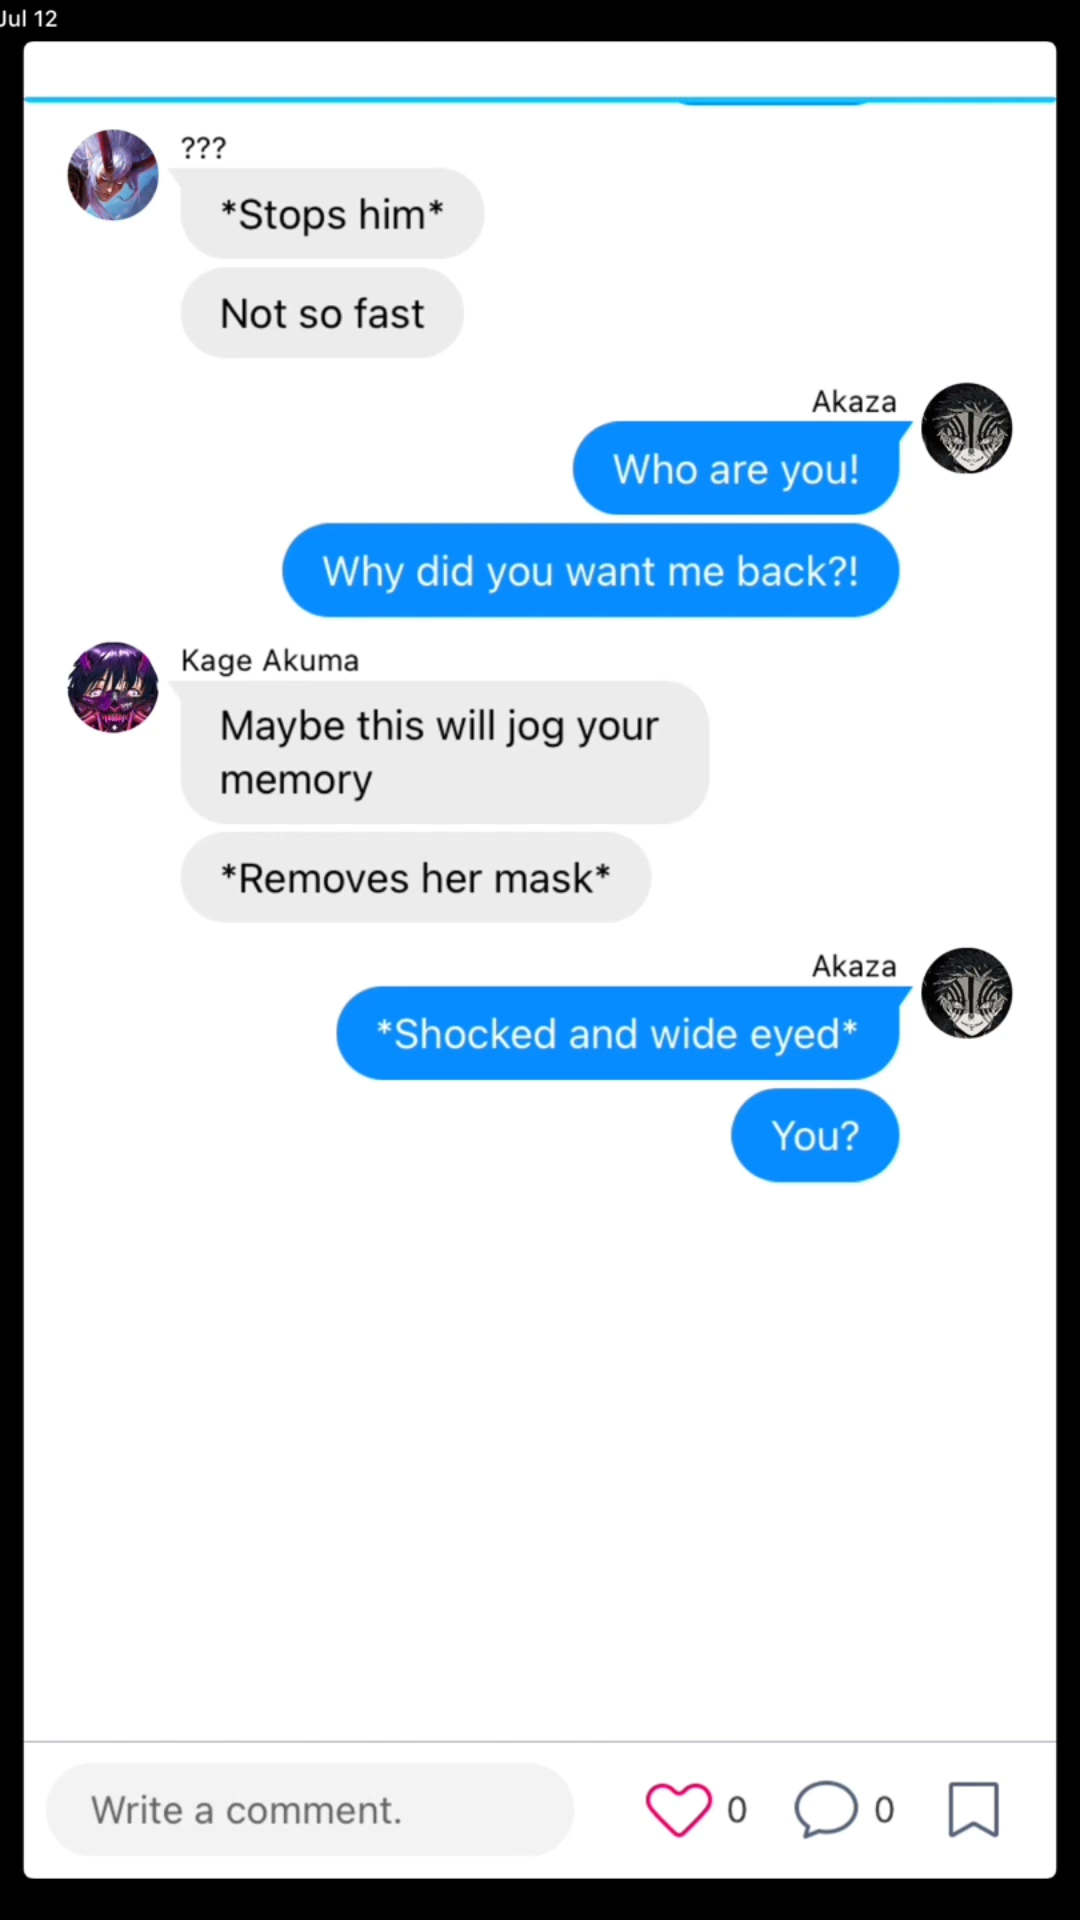 Jul 12
???
*Stops him*
Not so fast
Akaza
Who are you!
Why did you want me back?!
Kage Akuma
Maybe this will jog your
memory
*Removes her mask*
Akaza
*Shocked and wide eyed*
You?
Write a comment.
0
0